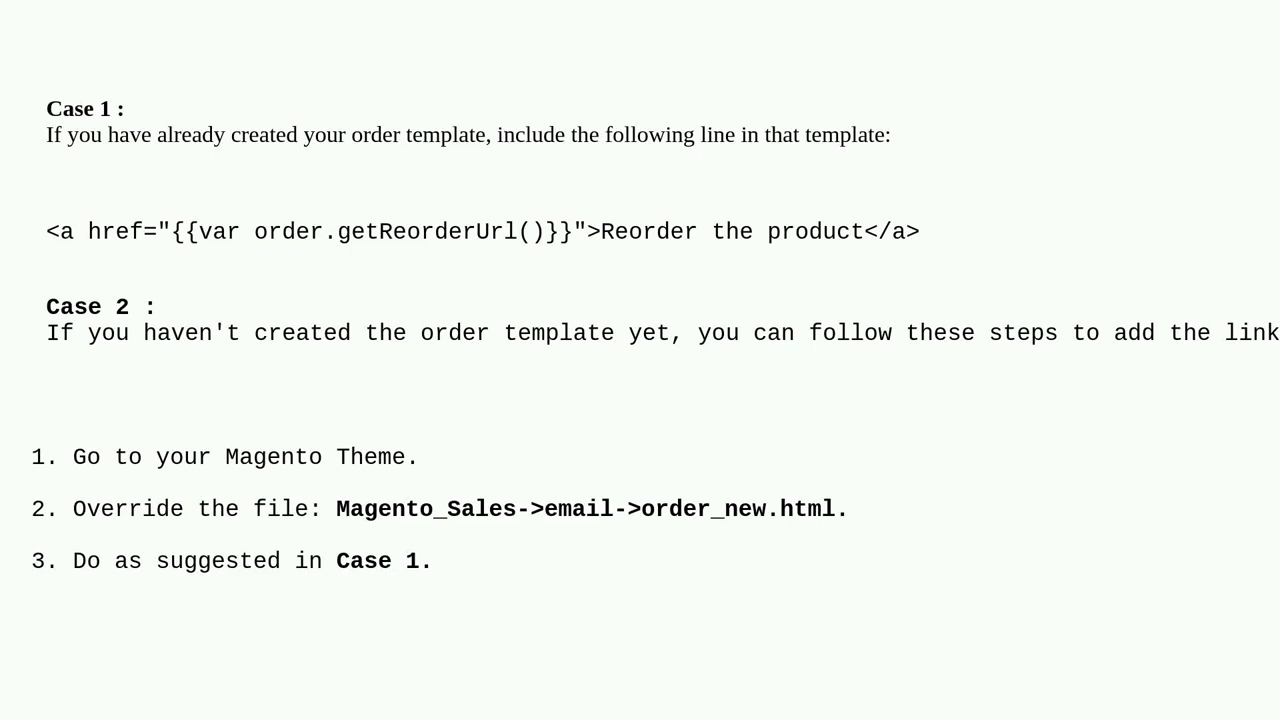 Case 1 :
If you have already created your order template, include the following line in that template:
<a href="{{var order.getReorderUrl()}}">Reorder the product</a>
Case 2 :
If you haven't created the order template yet, you can follow these steps to add the link
1. Go to your Magento Theme.
2. Override the file: Magento_Sales->email->order_new.html.
3. Do as suggested in Case 1.